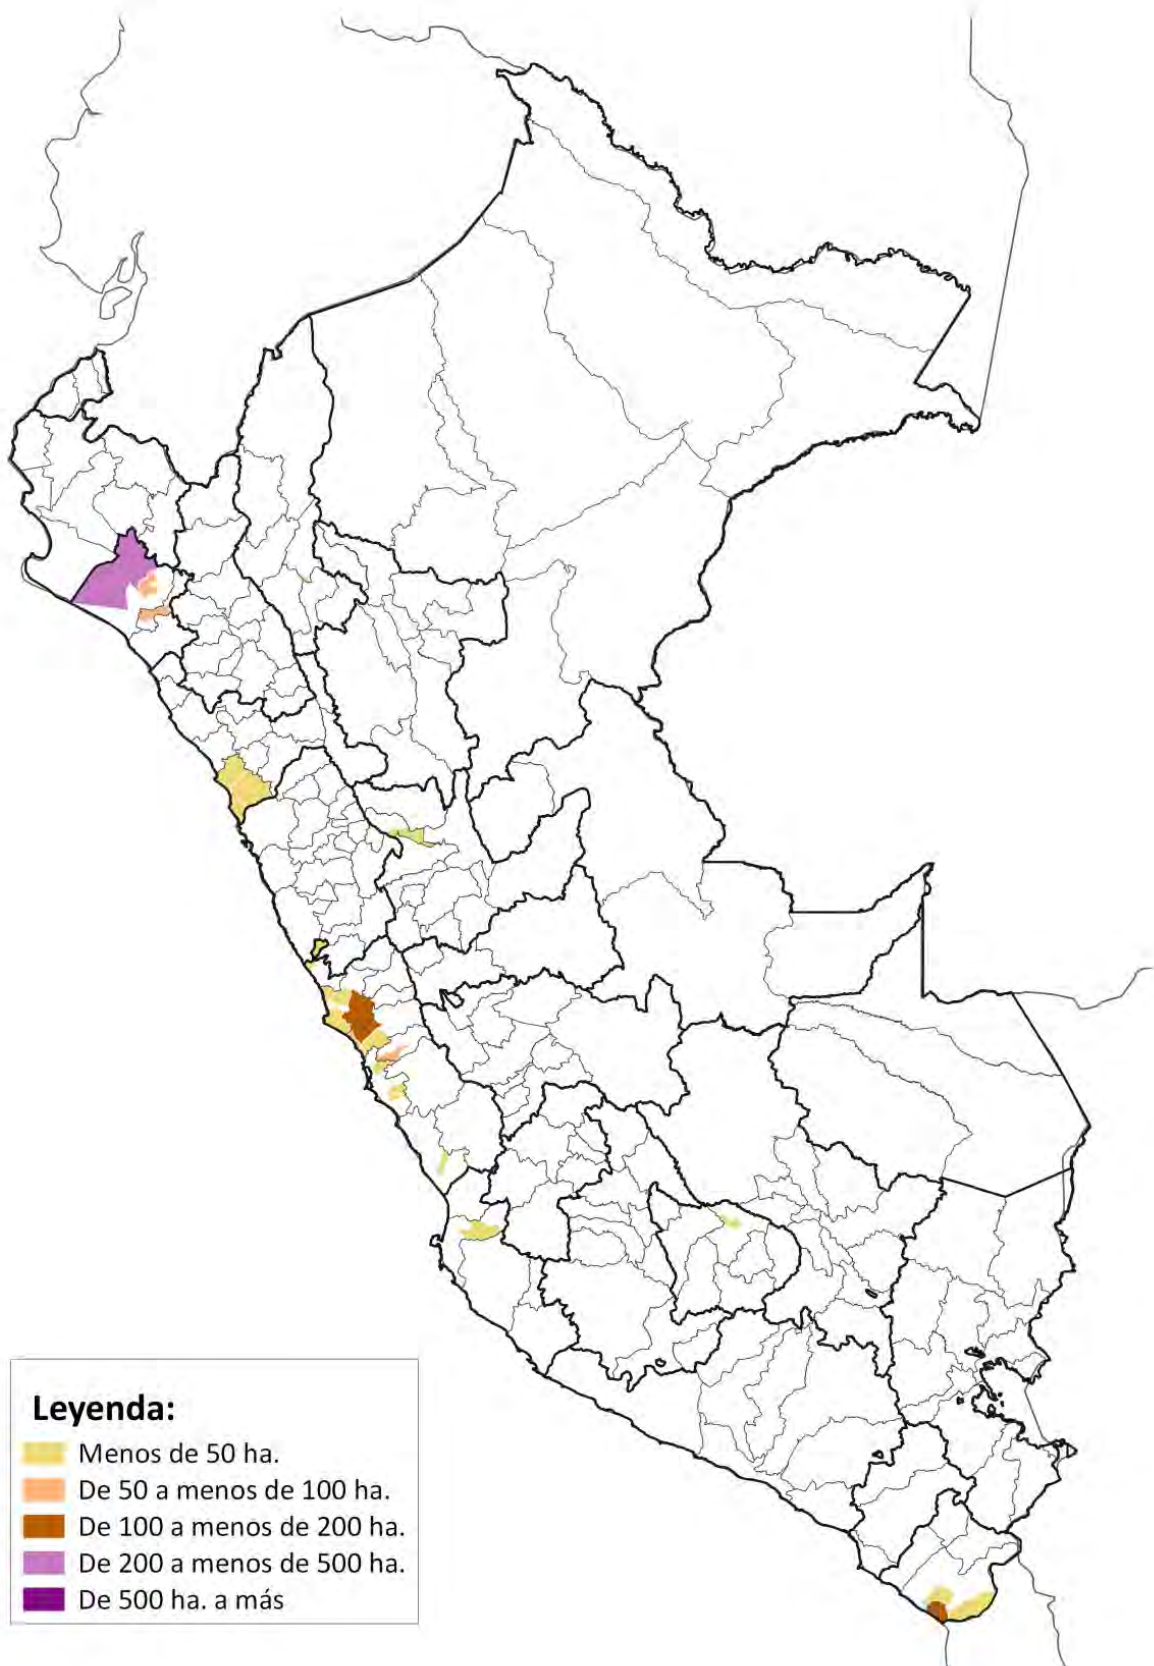 Leyenda:
Menos de 50 ha.
De 50 a menos de 100 ha.
De 100 a menos de 200 ha.
De 200 a menos de 500 ha.
De 500 ha. a más